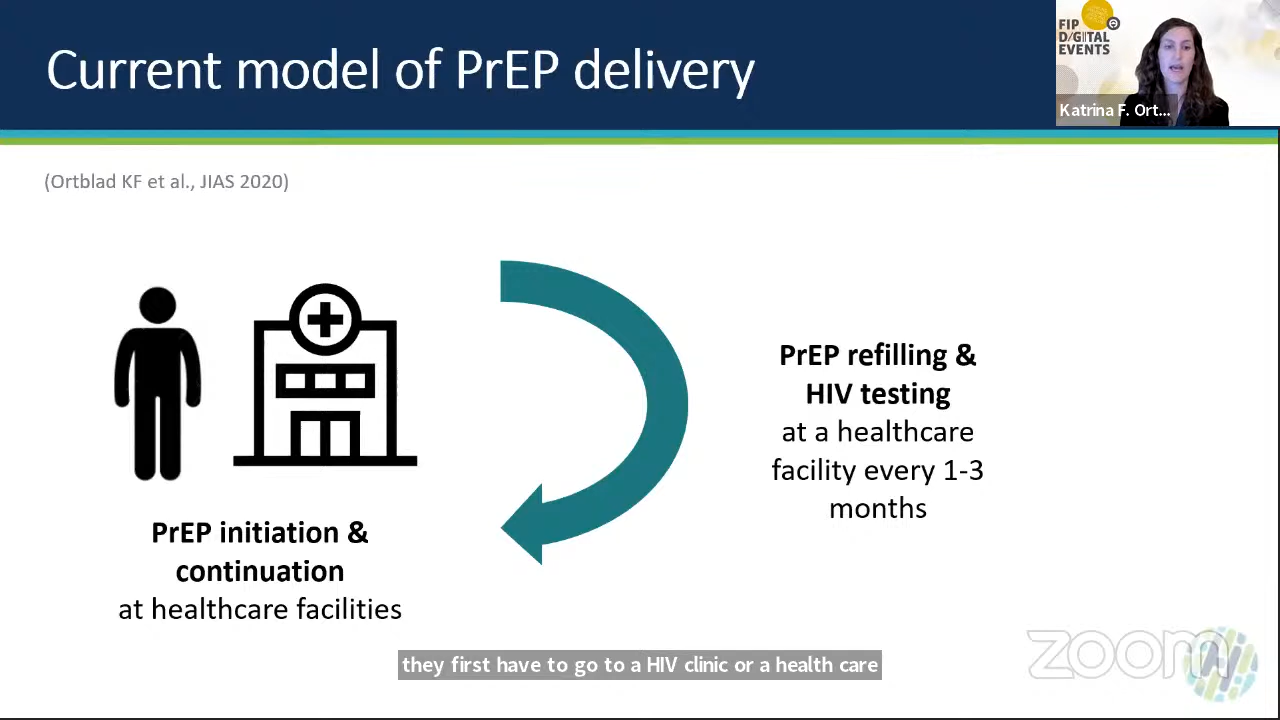 Current model of PrEP delivery
FIP
D/GITAL
EVENTS
Katrina F. Ort...
(Ortblad KF et al., JIAS 2020)
PrEP initiation &
continuation
at healthcare facilities
PrEP refilling &
HIV testing
at a healthcare
facility every 1-3
months
they first have to go to a HIV clinic or a health care
zoom